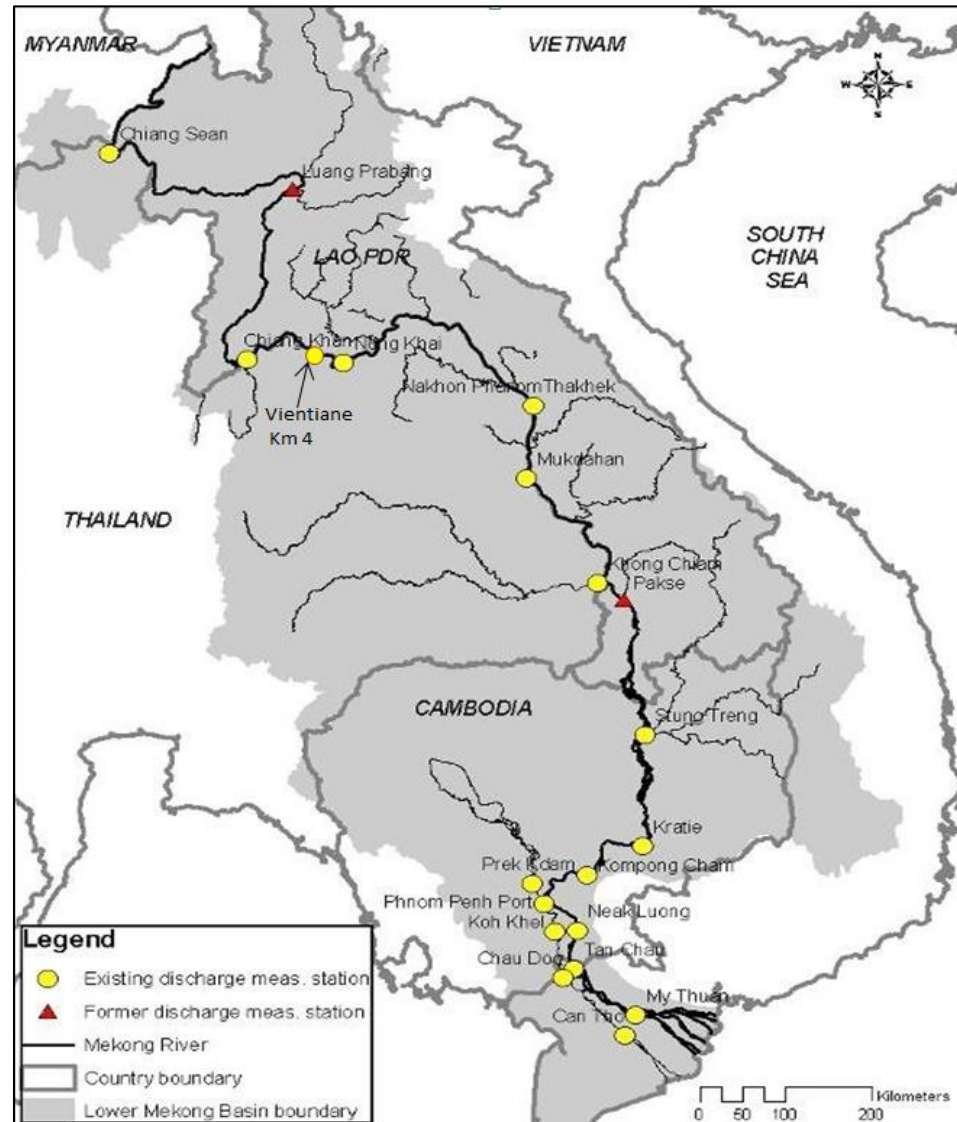 MYANMAR
VIETNAM
N
W E
S
Chiang Sean
Luang Prabang
LAO PDR
SOUTH
CHINA
SEA
Chiang Khan
Nong Khai
Vientiane
Km 4
Nakhon Phanom Thakhek
Mukdahan
THAILAND
Khong Chiam
Pakse
CAMBODIA
Stung Treng
Kratie
Prek Kdam
Kompong Cham
Phnom Penh Port
Koh Khel
Neak Luong
Chau Doc
Tan Chau
My Thuan
Can Tho
Legend
Existing discharge meas. station
Former discharge meas. station
Mekong River
Country boundary
Lower Mekong Basin boundary
Kilometers
0 50 100 200